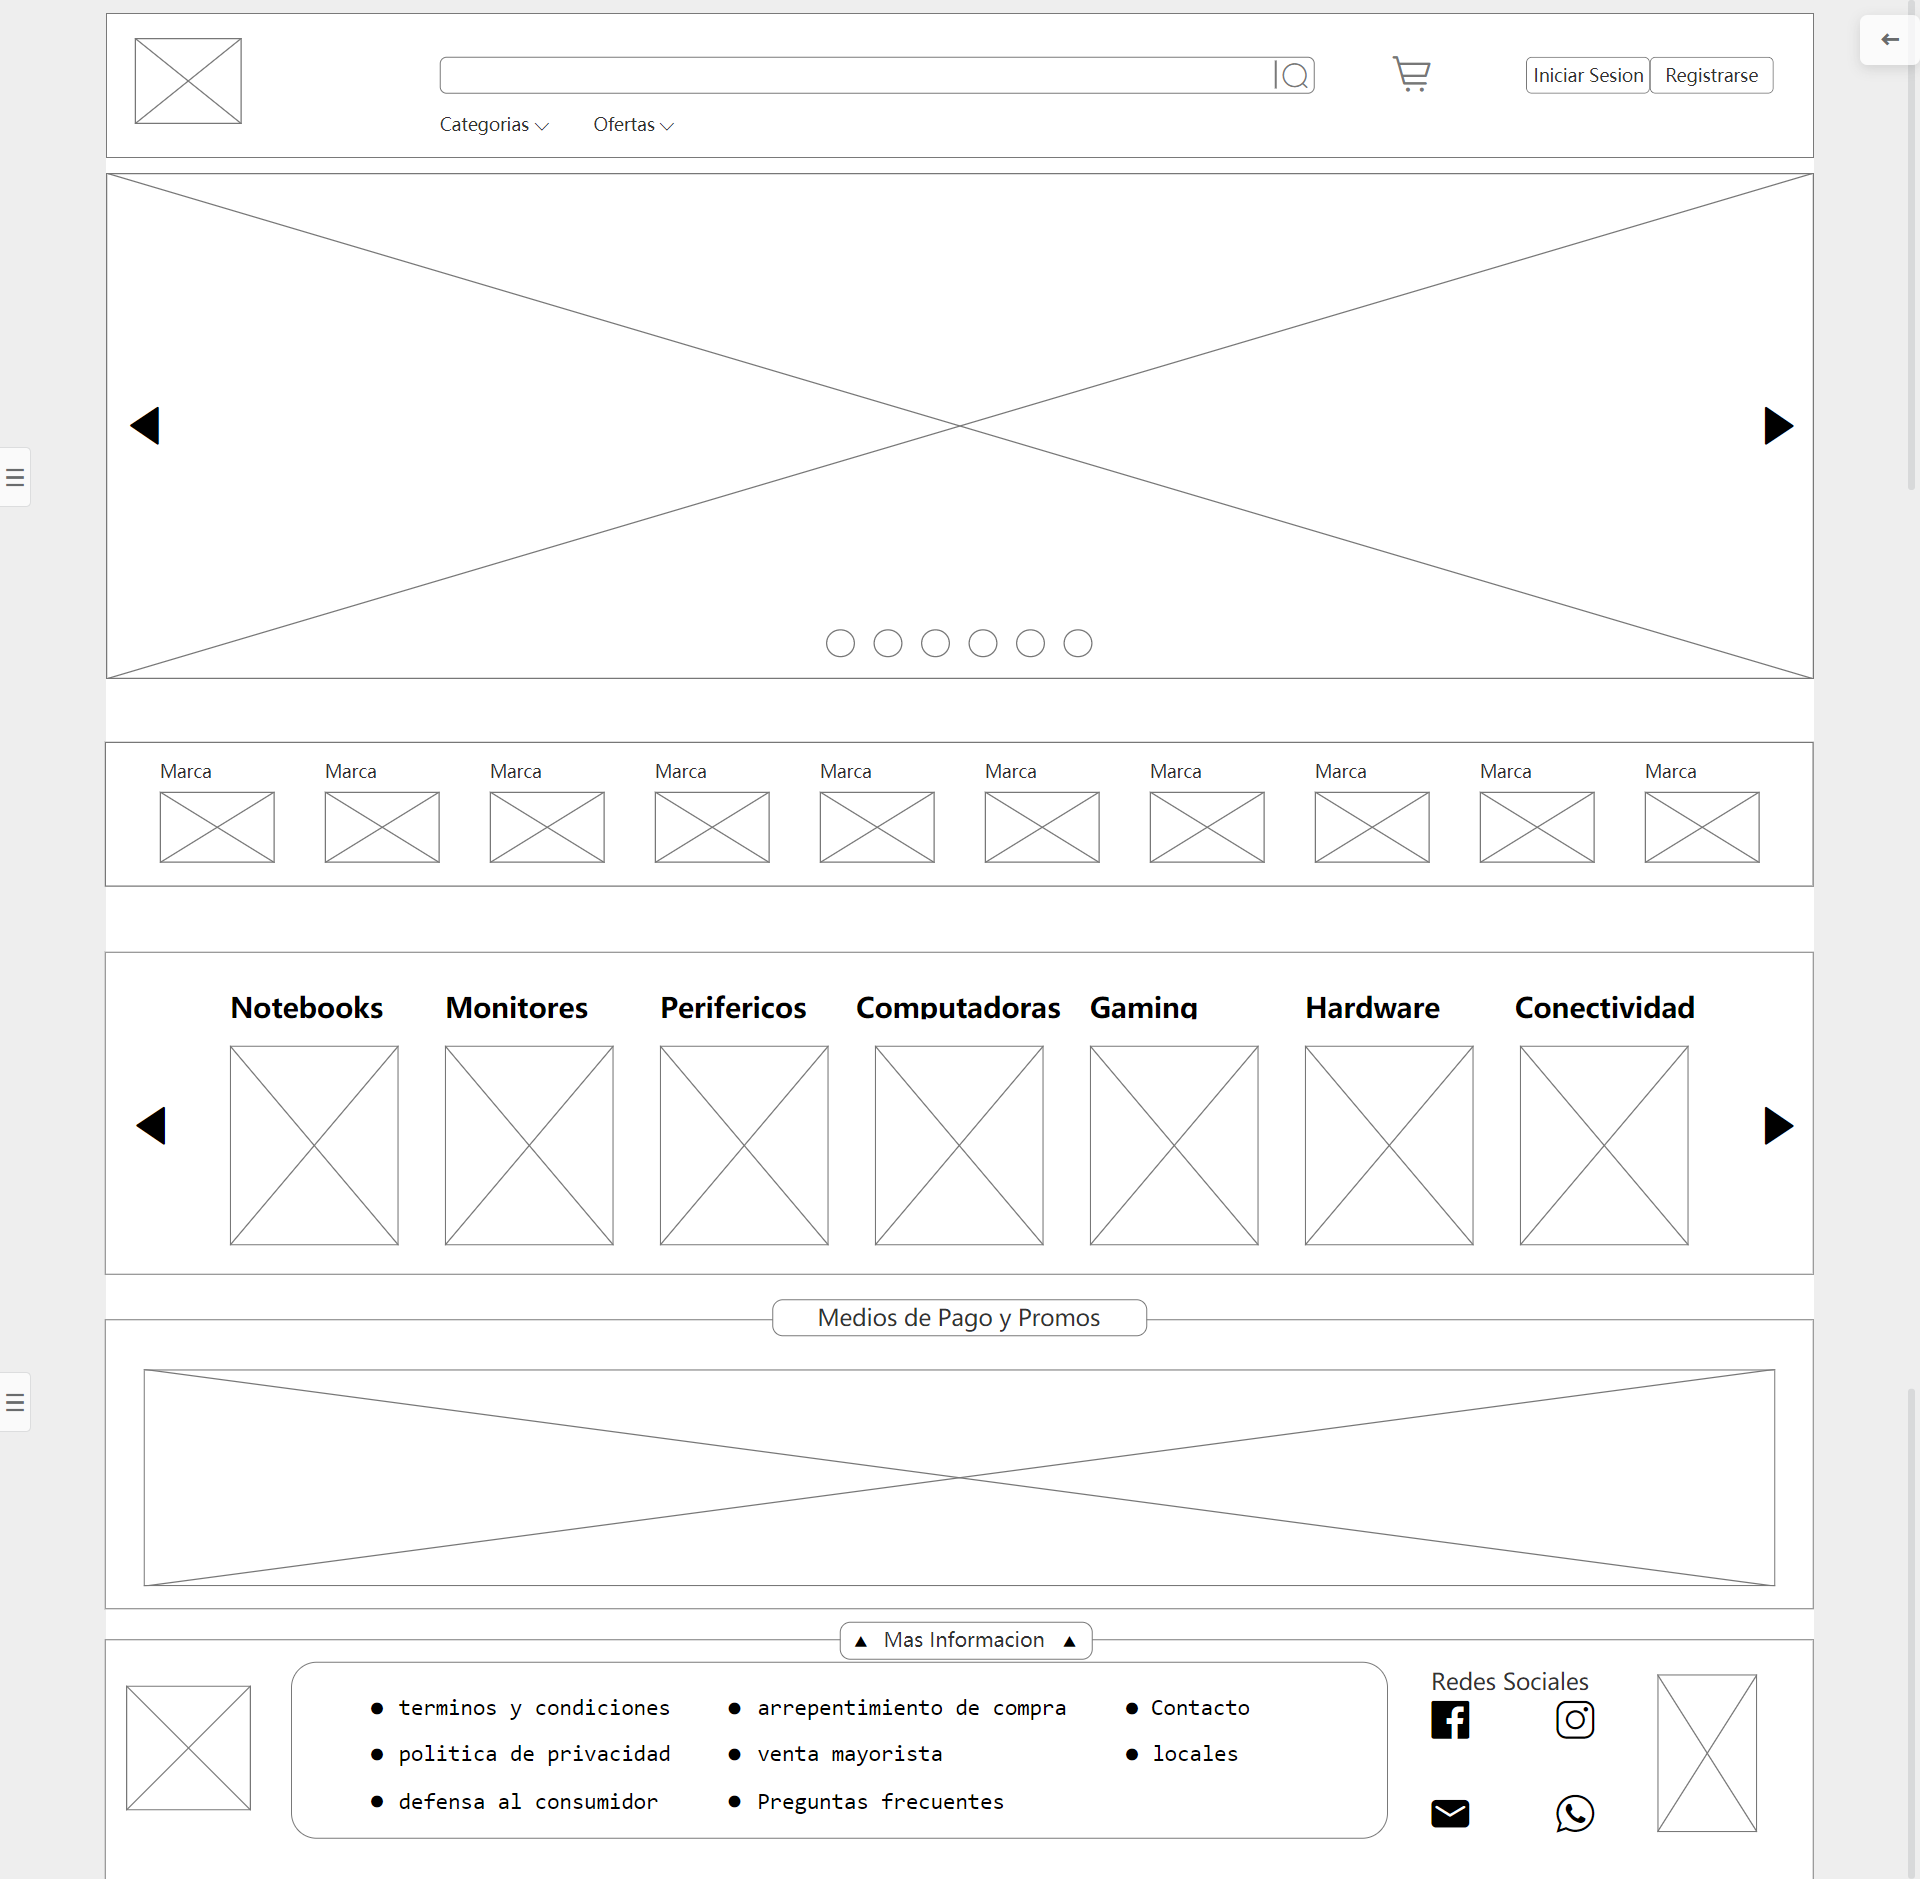 Iniciar Sesion Registrarse
Categorias Ofertas
Marca Marca Marca Marca Marca Marca Marca Marca Marca Marca
Notebooks Monitores Perifericos Computadoras Gaming Hardware Conectividad
Medios de Pago y Promos
▲ Mas Informacion ▲
Redes Sociales
● terminos y condiciones ● arrepentimiento de compra ● Contacto
● politica de privacidad ● venta mayorista ● locales
● defensa al consumidor ● Preguntas frecuentes